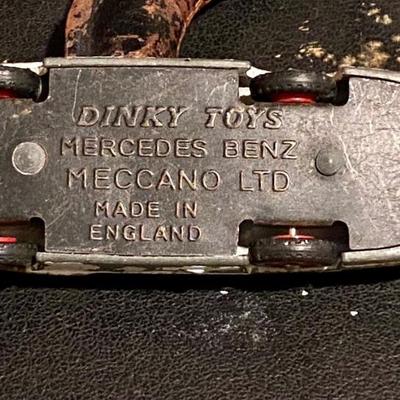 DINKY TOYS
MERCEDES BENZ
MECCANO LTD
MADE IN
ENGLAND